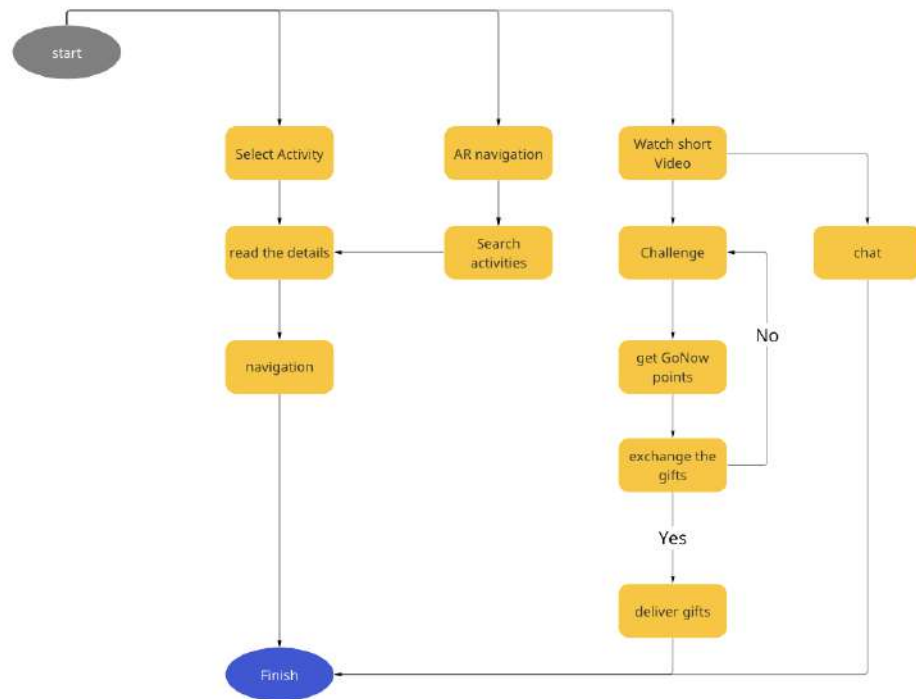 start
Select Activity
AR navigation
Watch short
Video
read the details
Search
activities
Challenge
chat
No
navigation
get GoNow
points
exchange the
gifts
Yes
deliver gifts
Finish